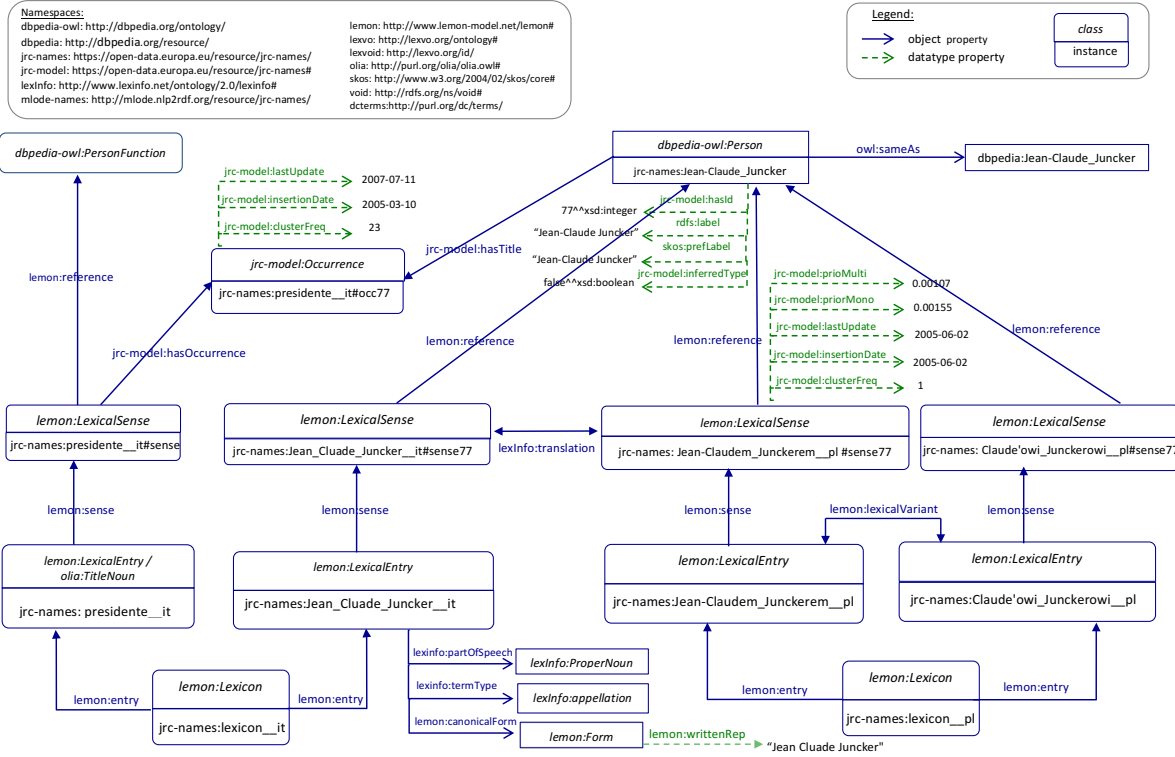 Namespaces:
dbpedia-owl: http://dbpedia.org/ontology/
dbpedia: http://dbpedia.org/resource/
jrc-names: https://open-data.europa.eu/resource/jrc-names/
jrc-model: https://open-data.europa.eu/resource/jrc-names#
lexInfo: http://www.lexinfo.net/ontology/2.0/lexinfo#
mlode-names: http://mlode.nlp2rdf.org/resource/jrc-names/
lemon: http://www.lemon-model.net/lemon#
lexvo: http://lexvo.org/ontology#
lexvoid: http://lexvo.org/id/
olia: http://purl.org/olia/olia.owl#
skos: http://www.w3.org/2004/02/skos/core#
void: http://rdfs.org/ns/void#
dcterms:http://purl.org/dc/terms/
Legend:
object property
datatype property
class
instance
dbpedia-owl:PersonFunction
jrc-model:lastUpdate
2007-07-11
jrc-model:insertionDate
2005-03-10
jrc-model:clusterFreq
23
dbpedia-owl:Person
jrc-names:Jean-Claude_Juncker
owl:sameAs
dbpedia:Jean-Claude_Juncker
jrc-model:hasId
77^^xsd:integer
rdfs:label
“Jean-Claude Juncker”
skos:prefLabel
“Jean-Claude Juncker”
jrc-model:inferredType
false^^xsd:boolean
jrc-model:hasTitle
jrc-model:Occurrence
jrc-names:presidente__it#occ77
lemon:reference
jrc-model:hasOccurrence
lemon:reference
lemon:reference
jrc-model:prioMulti
0.00107
jrc-model:priorMono
0.00155
jrc-model:lastUpdate
2005-06-02
jrc-model:insertionDate
2005-06-02
jrc-model:clusterFreq
1
lemon:reference
lemon:LexicalSense
jrc-names:presidente__it#sense
lemon:LexicalSense
jrc-names:Jean_Cluade_Juncker__it#sense77
lexInfo:translation
lemon:LexicalSense
jrc-names: Jean-Claudem_Junckerem__pl #sense77
lemon:LexicalSense
jrc-names: Claude'owi_Junckerowi__pl#sense77
lemon:sense
lemon:sense
lemon:sense
lemon:lexicalVariant
lemon:sense
lemon:LexicalEntry /
olia:TitleNoun
jrc-names: presidente__it
lemon:LexicalEntry
jrc-names:Jean_Cluade_Juncker__it
lemon:LexicalEntry
jrc-names:Jean-Claudem_Junckerem__pl
lemon:LexicalEntry
jrc-names:Claude'owi_Junckerowi__pl
lemon:entry
lemon:Lexicon
jrc-names:lexicon__it
lemon:entry
lexinfo:partOfSpeech
lexInfo:ProperNoun
lexinfo:termType
lexInfo:appellation
lemon:canonicalForm
lemon:Form
lemon:writtenRep
“Jean Cluade Juncker"
lemon:entry
lemon:Lexicon
jrc-names:lexicon__pl
lemon:entry